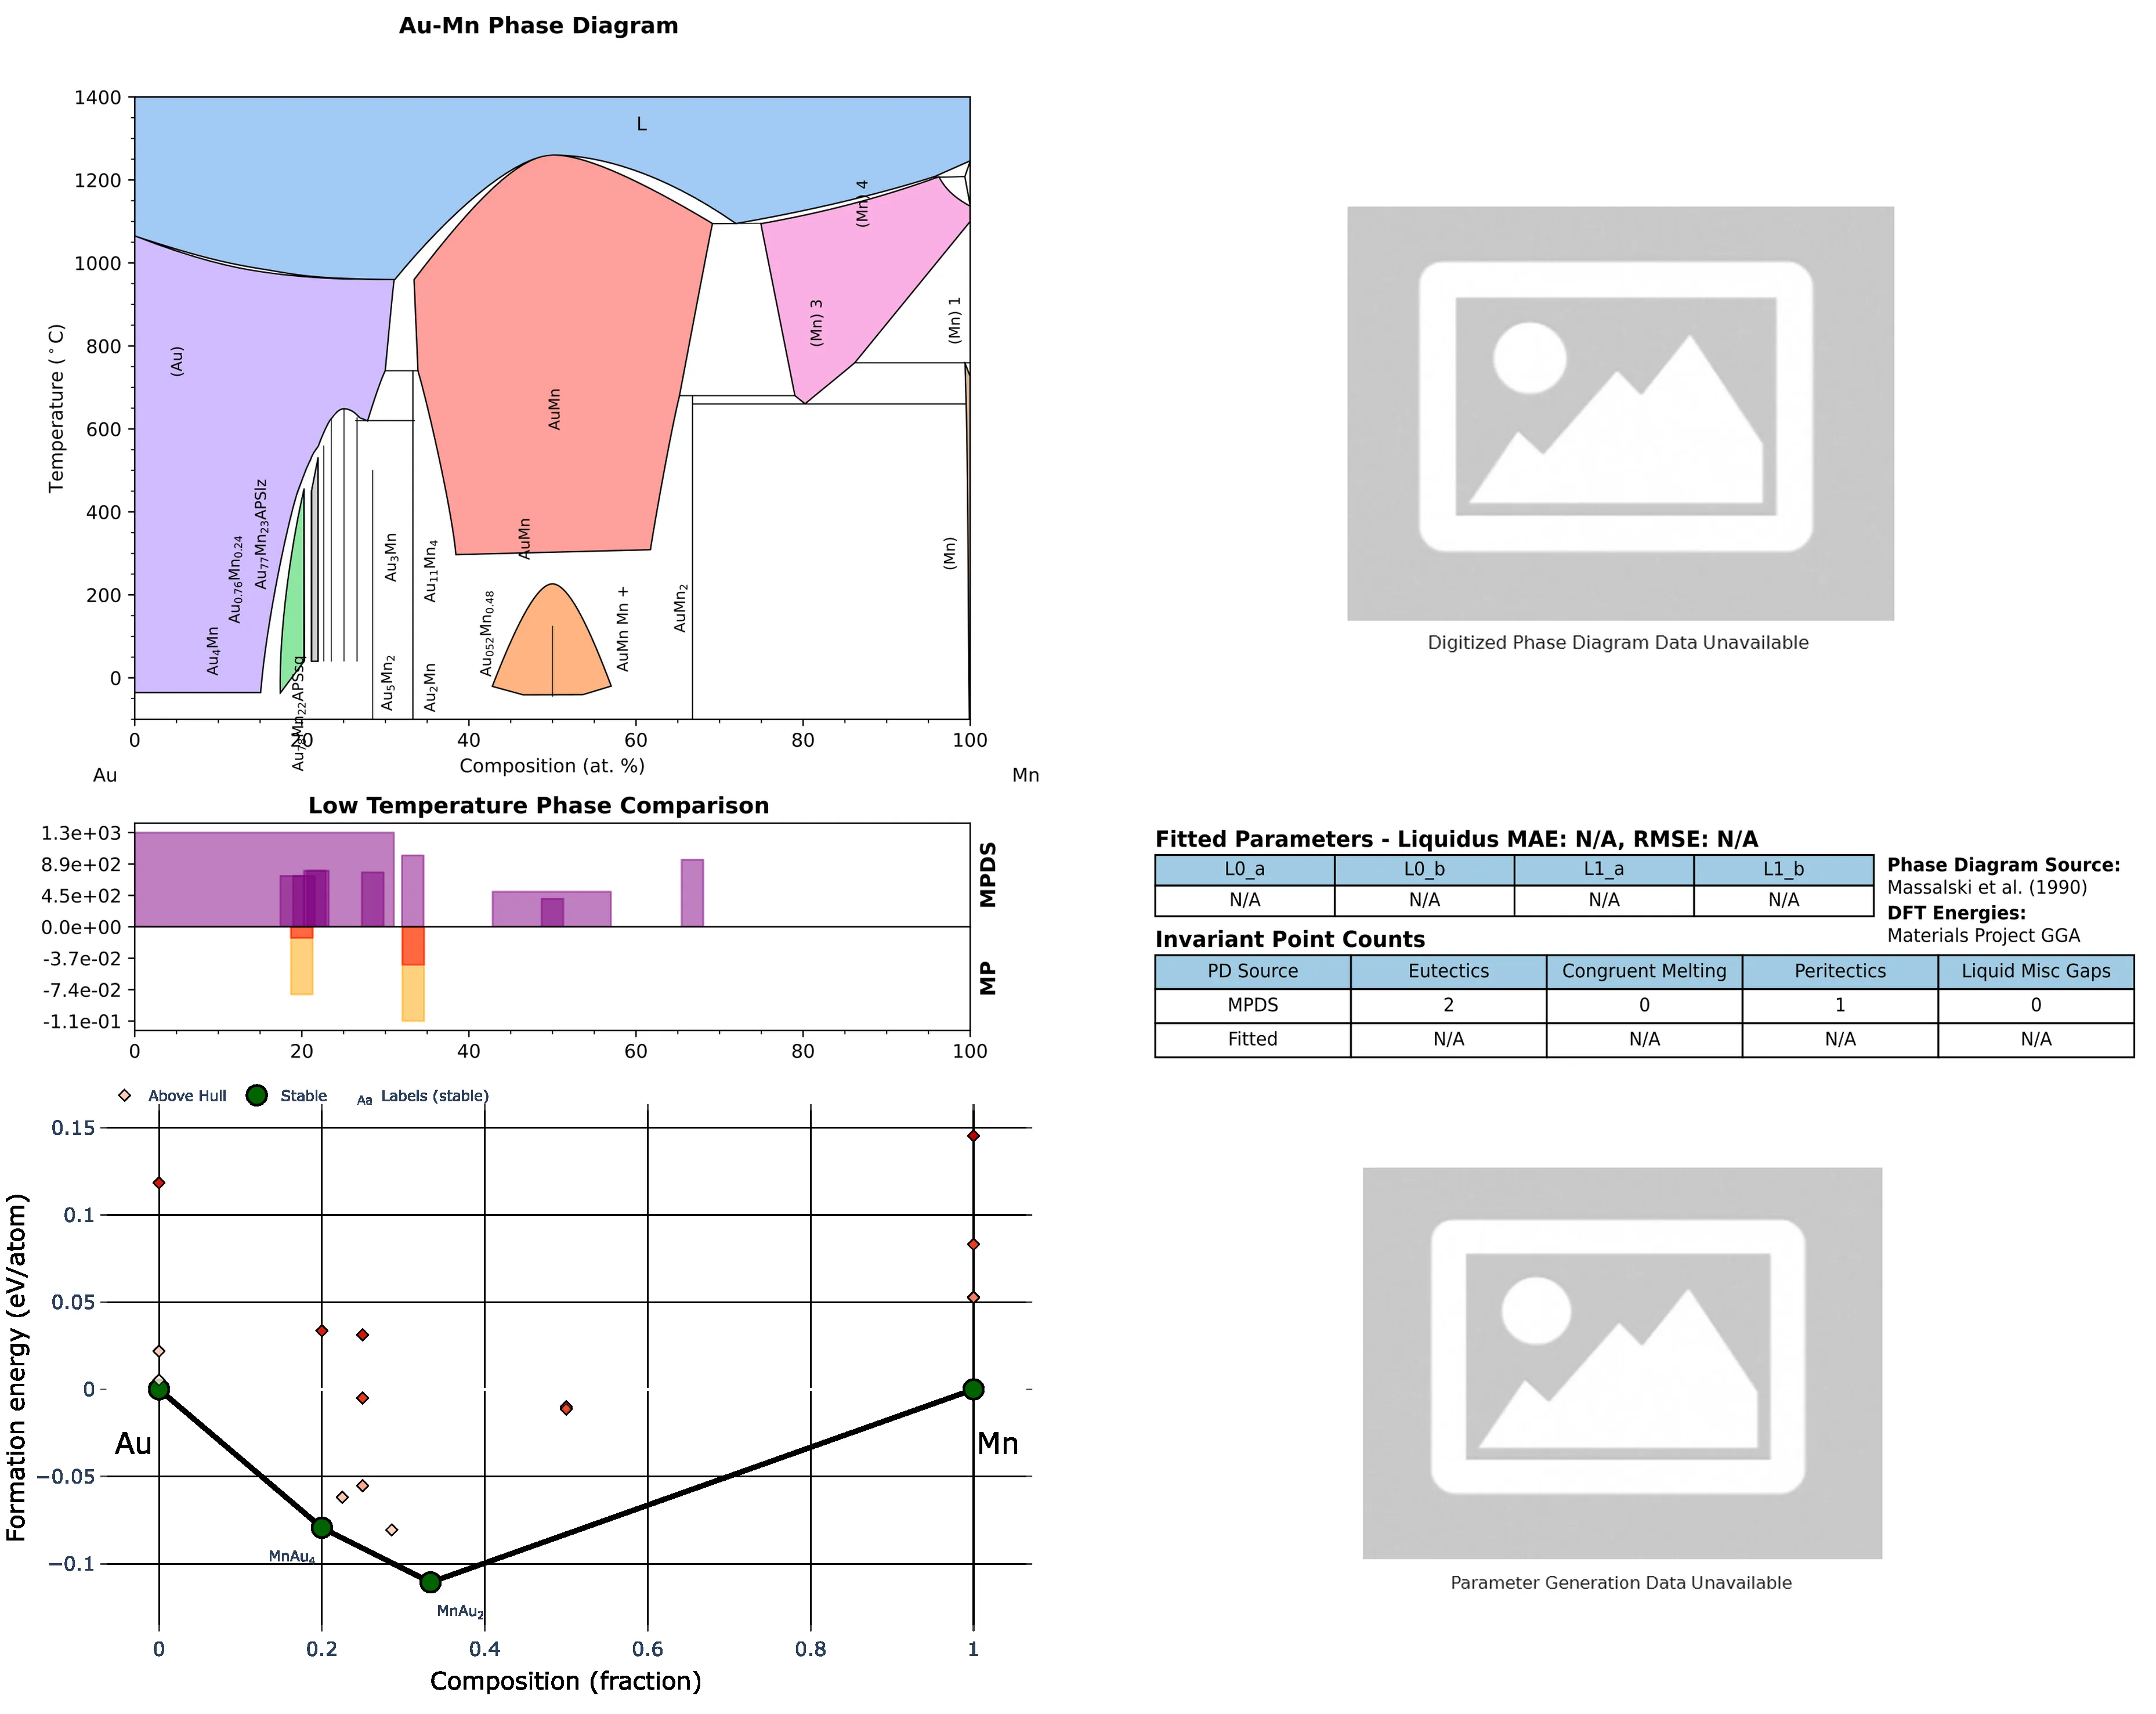 Au-Mn Phase Diagram
1400
1200
1000
800
600
400
200
0
Temperature (°C)
L
(Au)
AuMn
AuMn
(Mn) 4
(Mn) 3
(Mn) 1
(Mn)
Au₄Mn
Au₀.₇₆Mn₀.₂₄
Au₇₇Mn₂₃APSlz
Au₇₈Mn₂₂APSsq
Au₃Mn
Au₅Mn₂
Au₁₁Mn₄
Au₂Mn
Au₀₅₂Mn₀.₄₈
AuMn Mn +
AuMn₂
0 20 40 60 80 100
Composition (at. %)
Au
Mn
Low Temperature Phase Comparison
1.3e+03
8.9e+02
4.5e+02
0.0e+00
-3.7e-02
-7.4e-02
-1.1e-01
MPDS
MP
0 20 40 60 80 100
Above Hull
Stable
Aa Labels (stable)
0.15
0.1
0.05
0
−0.05
−0.1
Formation energy (eV/atom)
Au
Mn
MnAu₄
MnAu₂
0 0.2 0.4 0.6 0.8 1
Composition (fraction)
Digitized Phase Diagram Data Unavailable
Fitted Parameters - Liquidus MAE: N/A, RMSE: N/A
L0_a L0_b L1_a L1_b
N/A N/A N/A N/A
Phase Diagram Source:
Massalski et al. (1990)
DFT Energies:
Materials Project GGA
Invariant Point Counts
PD Source Eutectics Congruent Melting Peritectics Liquid Misc Gaps
MPDS 2 0 1 0
Fitted N/A N/A N/A N/A
Parameter Generation Data Unavailable